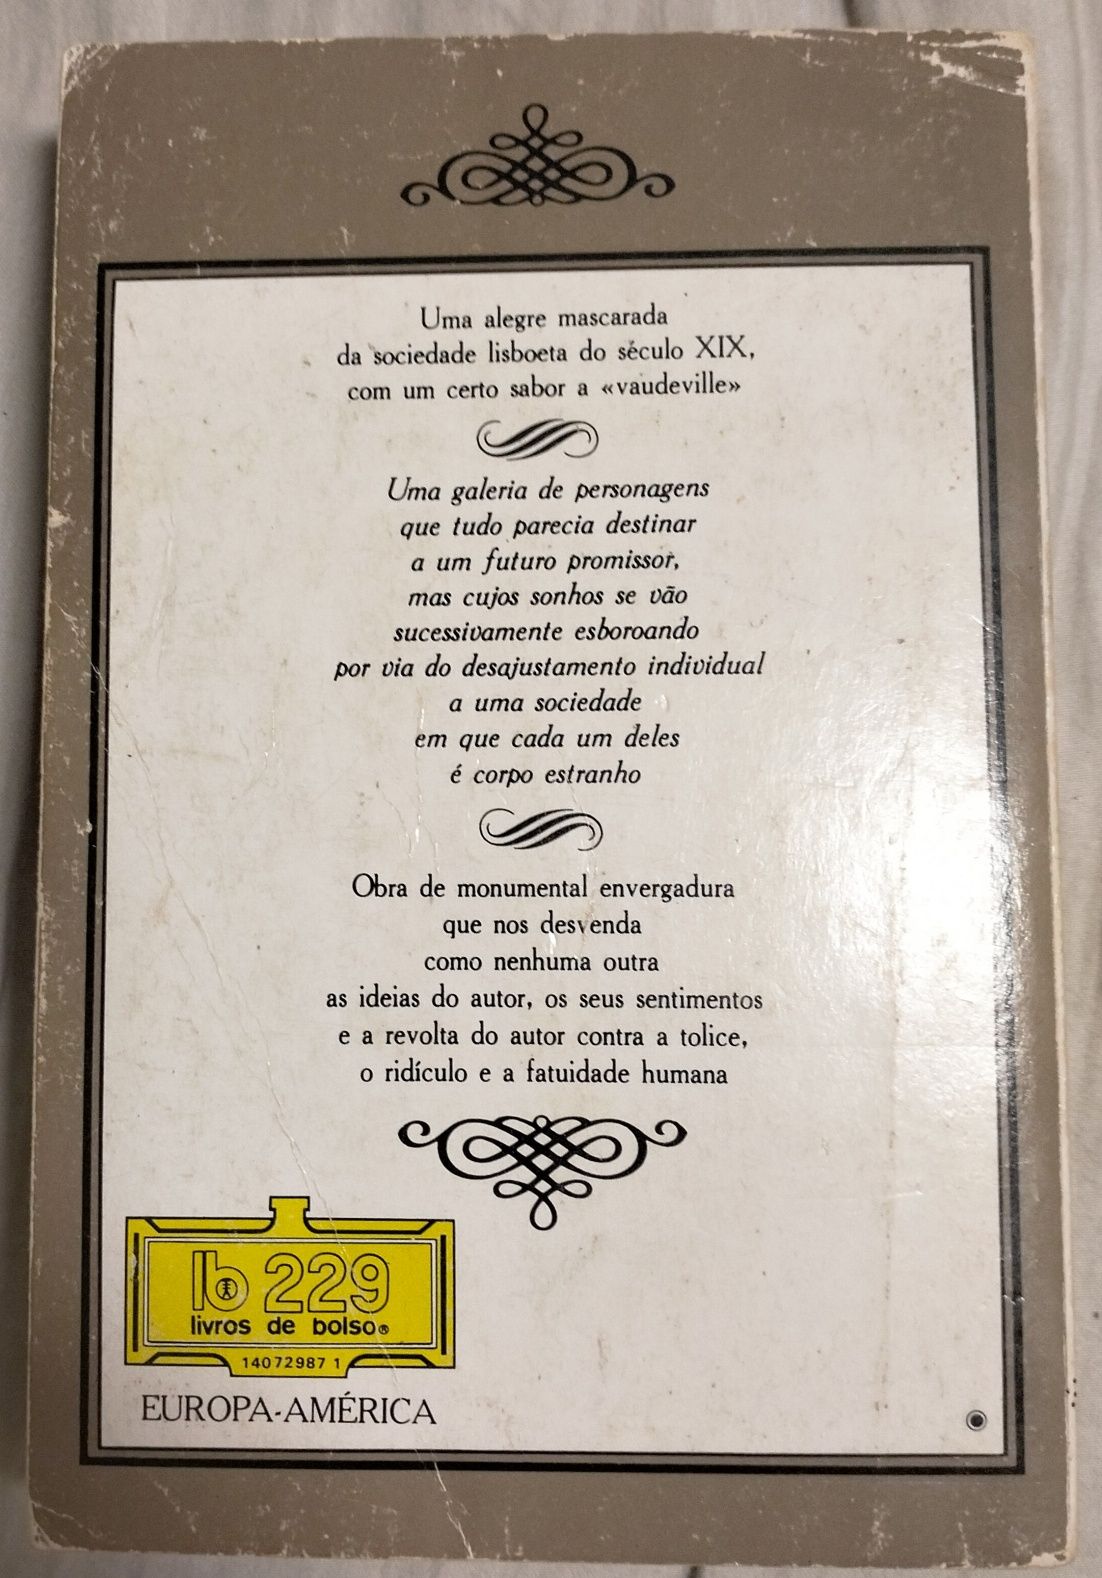 Uma alegre mascarada
da sociedade lisboeta do século XIX,
com um certo sabor a «vaudeville»
Uma galeria de personagens
que tudo parecia destinar
a um futuro promissor,
mas cujos sonhos se vão
sucessivamente esboroando
por via do desajustamento individual
a uma sociedade
em que cada um deles
é corpo estranho
Obra de monumental envergadura
que nos desvenda
como nenhuma outra
as ideias do autor, os seus sentimentos
e a revolta do autor contra a tolice,
o ridículo e a fatuidade humana
lb 229
livros de bolso®
14072987 1
EUROPA-AMÉRICA